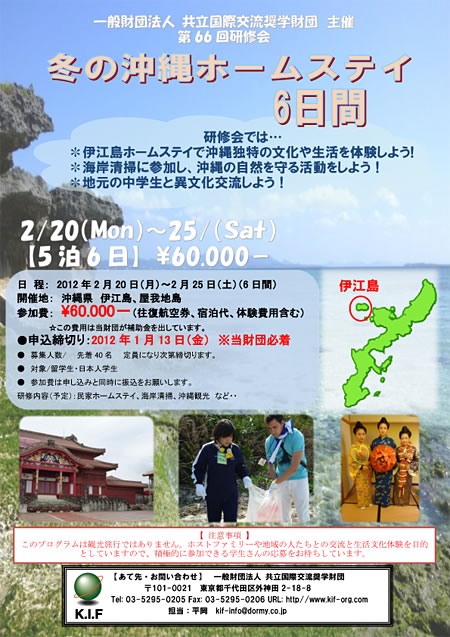 一般財団法人 共立国際交流奨学財団 主催
第66回研修会
冬の沖縄ホームステイ
6日間
研修会では…
＊伊江島ホームステイで沖縄独特の文化や生活を体験しよう!
＊海岸清掃に参加し、沖縄の自然を守る活動をしよう！
＊地元の中学生と異文化交流しよう！
2/20(Mon)～25/(Sat)
【5泊6日】 ¥60.000－
伊江島
日 程： 2012年2月20日(月)～2月25日(土)(6日間)
開催地： 沖縄県 伊江島、屋我地島
参加費： ¥60.000－(往復航空券、宿泊代、体験費用含む)
☆この費用は当財団が補助金を出しています。
●申込締切り：2012年1月13日(金) ※当財団必着
● 募集人数／ 先着40名 定員になり次第締切ります。
● 対象/留学生・日本人学生
● 参加費は申し込みと同時に振込をお願いします。
研修内容(予定)：民家ホームステイ、海岸清掃、沖縄観光 など・・
【 注意事項 】
このプログラムは観光旅行ではありません。ホストファミリーや地域の人たちとの交流と生活文化体験を目的
としていますので、積極的に参加できる学生さんの応募をお待ちしています。
【あて先・お問い合わせ】 一般財団法人 共立国際交流奨学財団
〒101-0021 東京都千代田区外神田2-18-8
Tel: 03-5295-0205 Fax: 03-5295-0206 URL: http//www.kif-org.com
担当：平岡 kif-info@dormy.co.jp
K.I.F